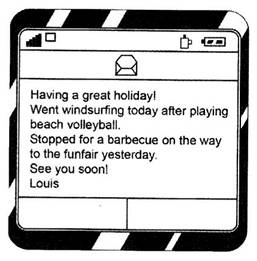 Having a great holiday!
Went windsurfing today after playing
beach volleyball.
Stopped for a barbecue on the way
to the funfair yesterday.
See you soon!
Louis